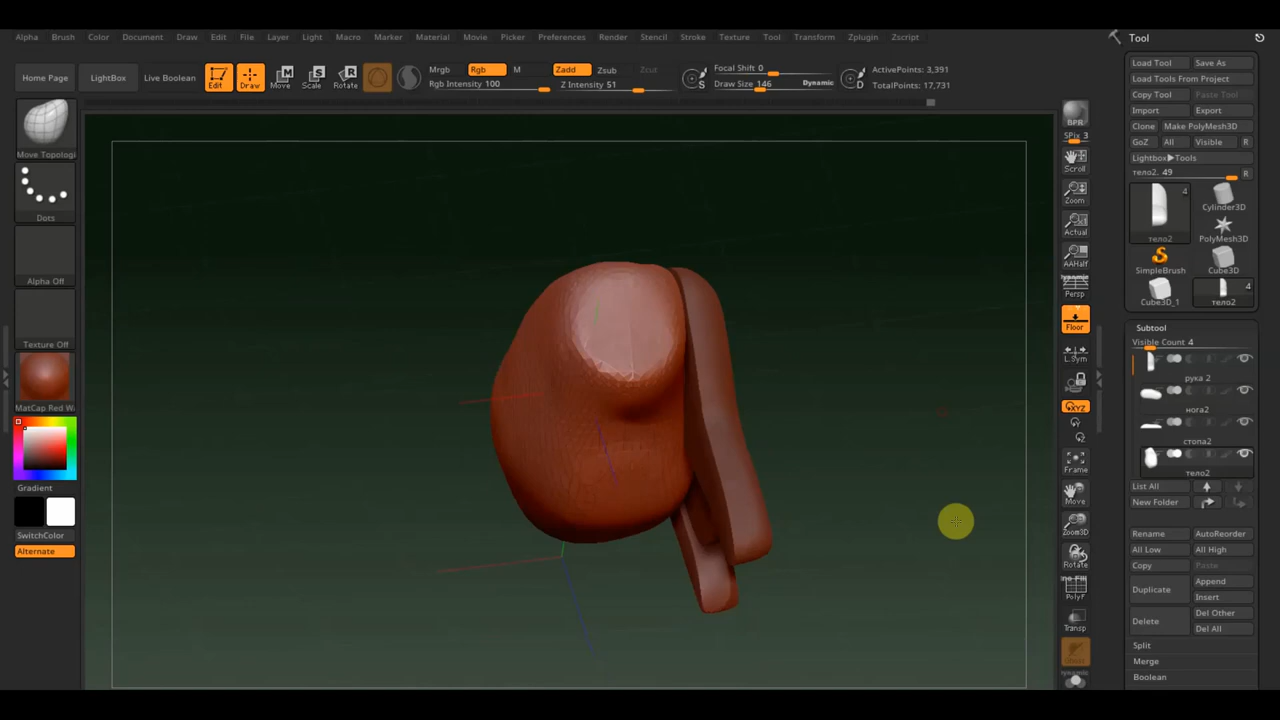 Alpha Brush Color Document Draw Edit File Layer Light Macro Marker Material Movie Picker Preferences Render Stencil Stroke Texture Tool Transform Zplugin Zscript
Tool
Home Page
LightBox
Live Boolean
Edit
Draw
Move
Scale
Rotate
Mrgb
Rgb
M
Rgb Intensity 100
Zadd
Zsub
Zcut
Z Intensity 51
S
Focal Shift 0
Draw Size 146
Dynamic
D
ActivePoints: 3,391
TotalPoints: 17,731
Move Topologi
Dots
Alpha Off
Texture Off
MatCap Red Wa
Gradient
SwitchColor
Alternate
BPR
SPix 3
Scroll
Zoom
Actual
AAHalf
Dynamic
Persp
Floor
L.Sym
XYZ
Frame
Move
Zoom3D
Rotate
PolyF
Transp
Load Tool Save As
Load Tools From Project
Copy Tool Paste Tool
Import Export
Clone Make PolyMesh3D
GoZ All Visible R
Lightbox▶Tools
тело2. 49 R
4
тело2
Cylinder3D
PolyMesh3D
SimpleBrush
Cube3D
Cube3D_1
4
тело2
Subtool
Visible Count 4
рука 2
нога2
стопа2
тело2
List All
New Folder
Rename AutoReorder
All Low All High
Copy Paste
Duplicate Append
Insert
Delete Del Other
Del All
Split
Merge
Boolean